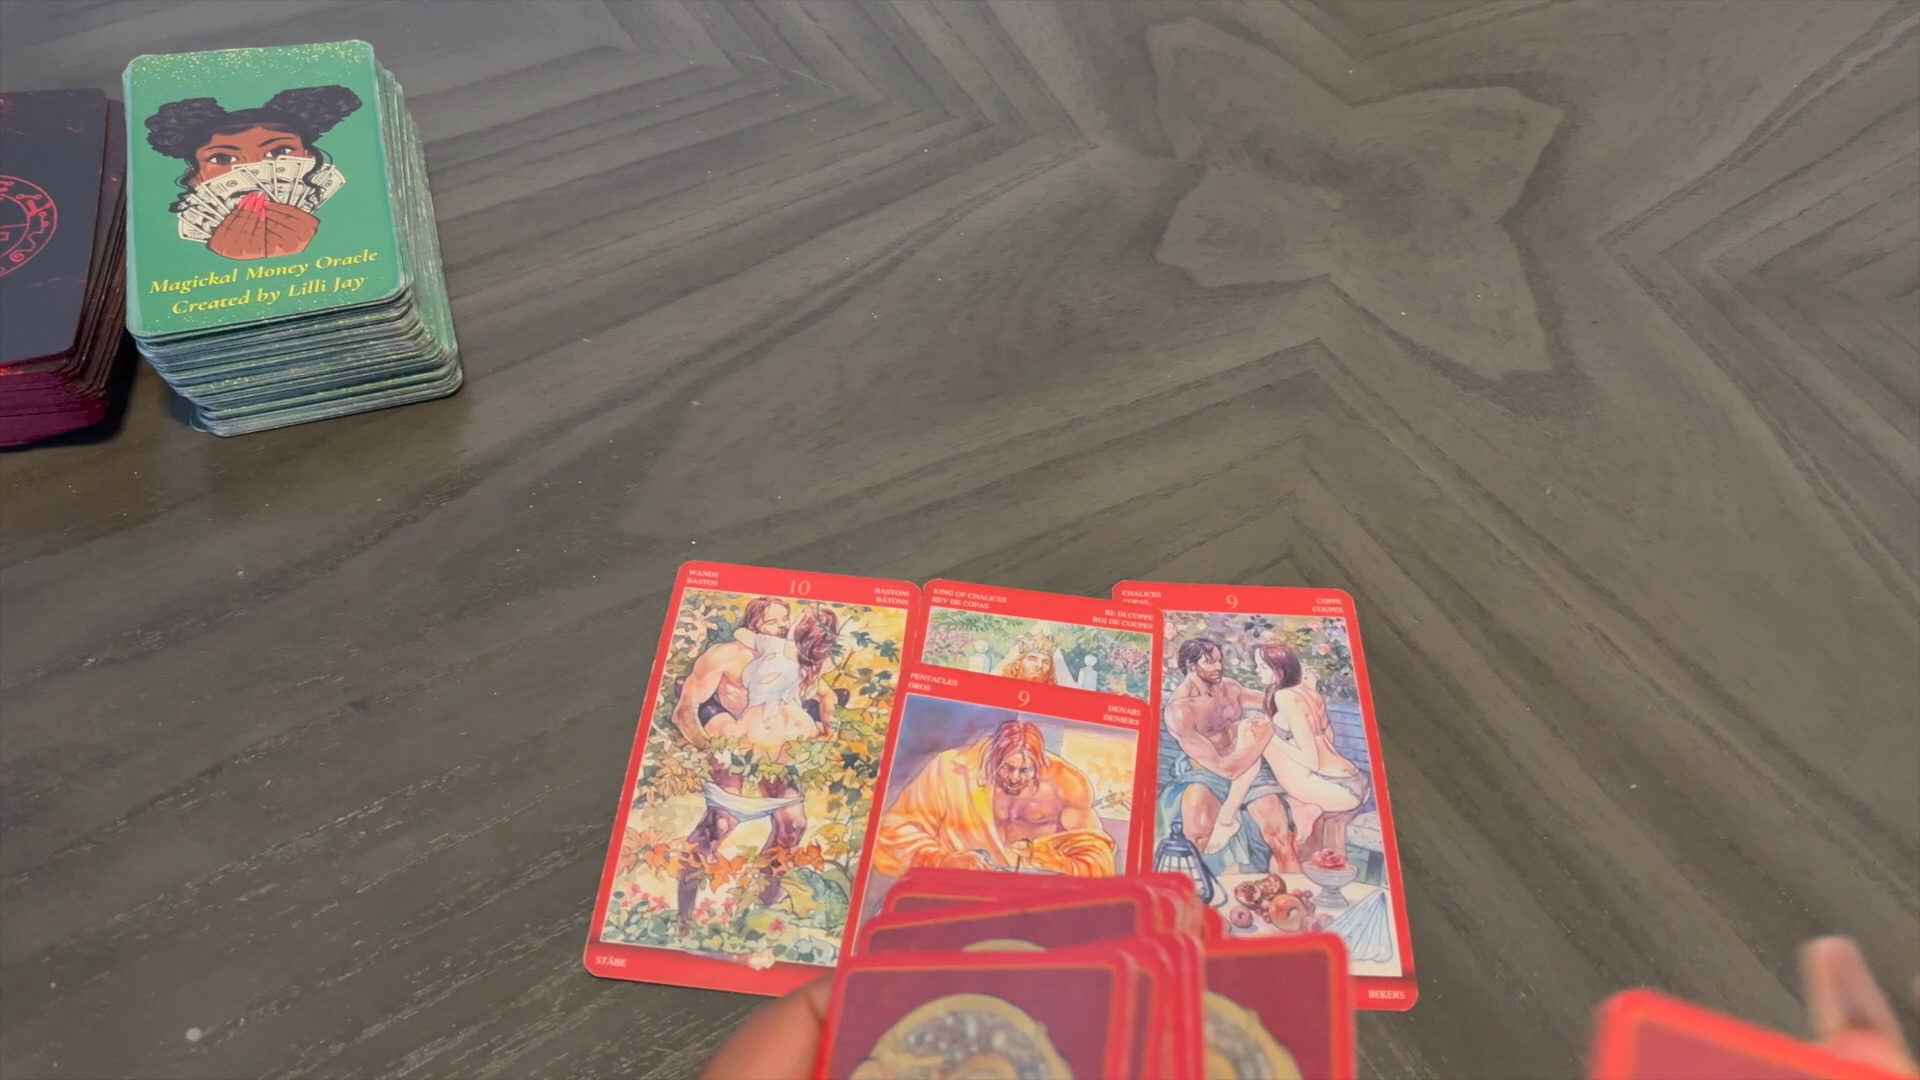 Magickal Money Oracle
Created by Lilli Jay
WANDS
BASTOS
10
BASTONI
BÂTONS
STÄBE
KING OF CHALICES
REY DE COPAS
RE DI COPPE
ROI DE COUPES
CHALICES
COPAS
9
COPPE
COUPES
BEKERS
PENTACLES
OROS
9
DENARI
DENIERS